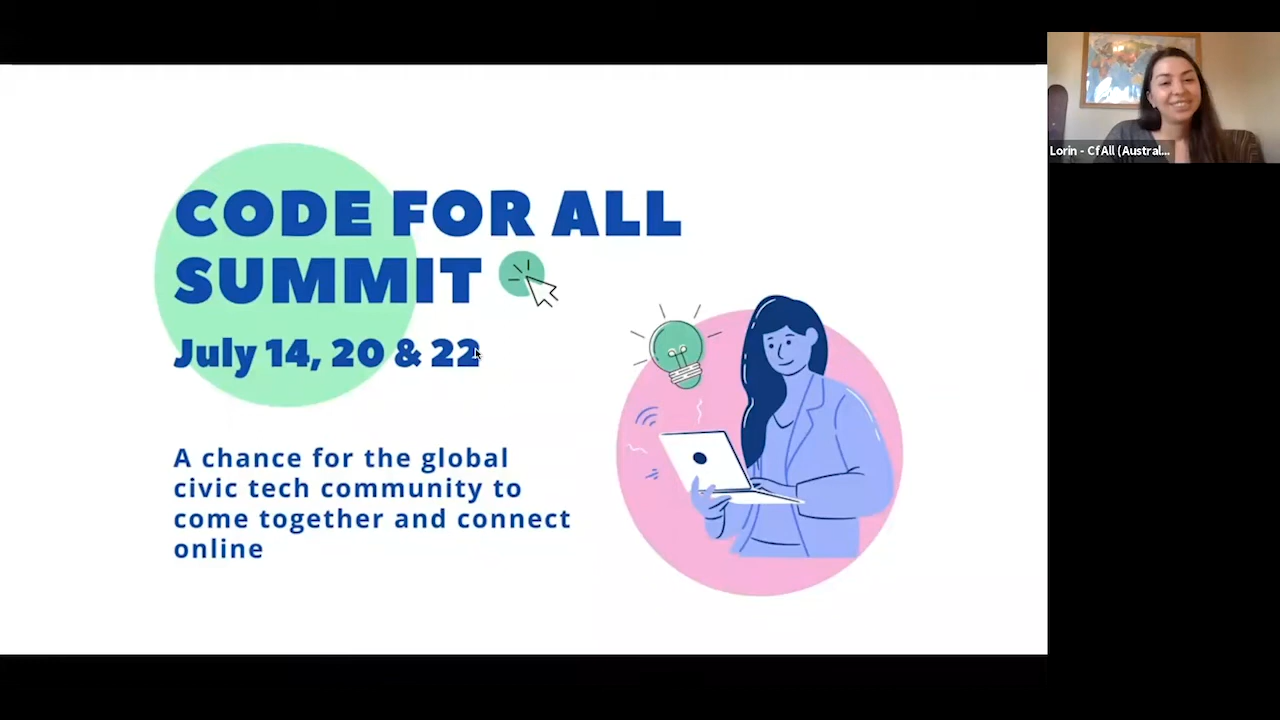 CODE FOR ALL
SUMMIT
July 14, 20 & 22
A chance for the global
civic tech community to
come together and connect
online
Lorin - CfAll (Austral...